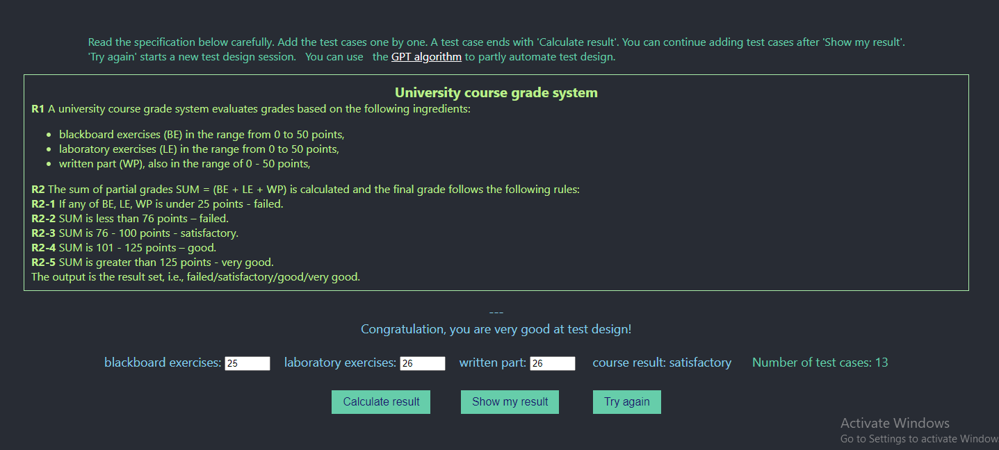 Read the specification below carefully. Add the test cases one by one. A test case ends with 'Calculate result'. You can continue adding test cases after 'Show my result'.
'Try again' starts a new test design session. You can use the GPT algorithm to partly automate test design.
University course grade system
R1 A university course grade system evaluates grades based on the following ingredients:
• blackboard exercises (BE) in the range from 0 to 50 points,
• laboratory exercises (LE) in the range from 0 to 50 points,
• written part (WP), also in the range of 0 - 50 points,
R2 The sum of partial grades SUM = (BE + LE + WP) is calculated and the final grade follows the following rules:
R2-1 If any of BE, LE, WP is under 25 points - failed.
R2-2 SUM is less than 76 points – failed.
R2-3 SUM is 76 - 100 points - satisfactory.
R2-4 SUM is 101 - 125 points – good.
R2-5 SUM is greater than 125 points - very good.
The output is the result set, i.e., failed/satisfactory/good/very good.
---
Congratulation, you are very good at test design!
blackboard exercises: 25 laboratory exercises: 26 written part: 26 course result: satisfactory Number of test cases: 13
Calculate result Show my result Try again
Activate Windows
Go to Settings to activate Window